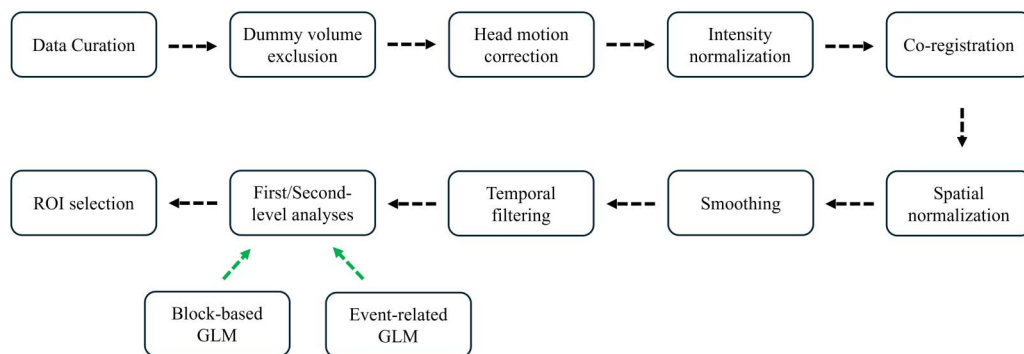 Data Curation
Dummy volume
exclusion
Head motion
correction
Intensity
normalization
Co-registration
ROI selection
First/Second-
level analyses
Temporal
filtering
Smoothing
Spatial
normalization
Block-based
GLM
Event-related
GLM